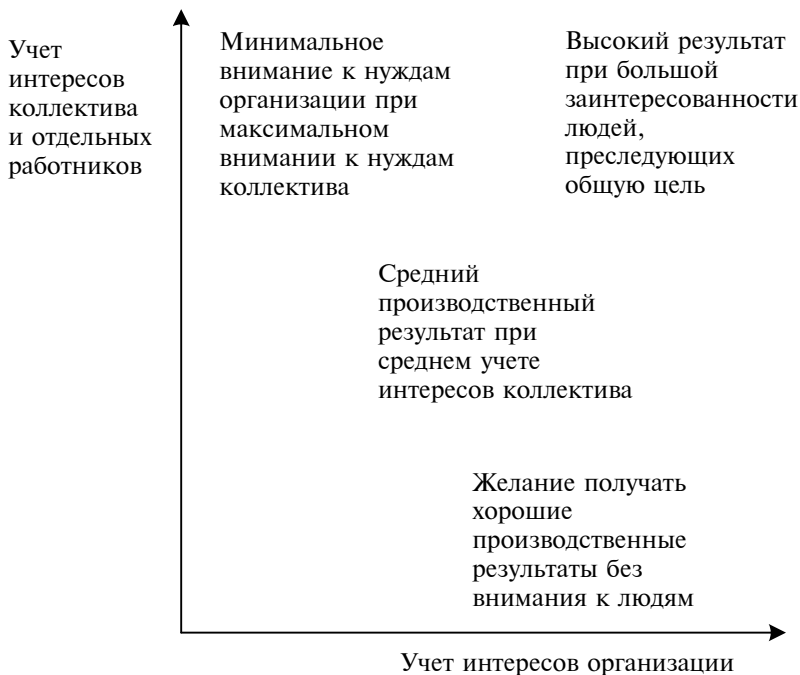 Учет
интересов
коллектива
и отдельных
работников
Минимальное
внимание к нуждам
организации при
максимальном
внимании к нуждам
коллектива
Высокий результат
при большой
заинтересованности
людей,
преследующих
общую цель
Средний
производственный
результат при
среднем учете
интересов коллектива
Желание получать
хорошие
производственные
результаты без
внимания к людям
Учет интересов организации